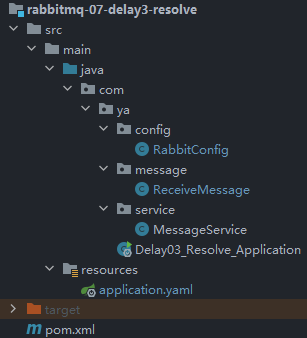 rabbitmq-07-delay3-resolve
src
main
java
com
ya
config
RabbitConfig
message
ReceiveMessage
service
MessageService
Delay03_Resolve_Application
resources
application.yaml
target
pom.xml